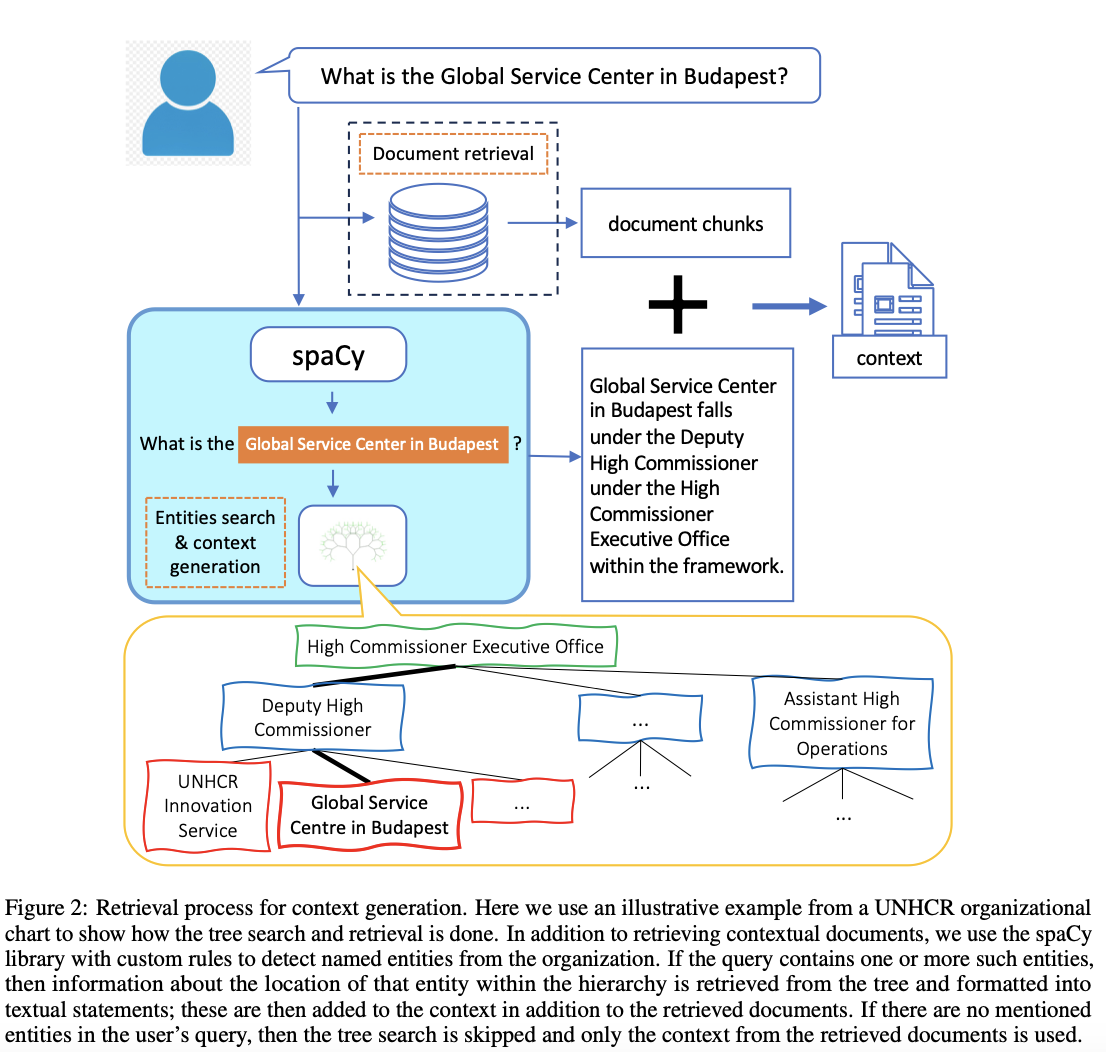 What is the Global Service Center in Budapest?
Document retrieval
document chunks
context
spaCy
What is the Global Service Center in Budapest ?
Entities search
& context
generation
Global Service Center
in Budapest falls
under the Deputy
High Commissioner
under the High
Commissioner
Executive Office
within the framework.
High Commissioner Executive Office
Deputy High
Commissioner
...
Assistant High
Commissioner for
Operations
UNHCR
Innovation
Service
Global Service
Centre in Budapest
...
...
...
Figure 2: Retrieval process for context generation. Here we use an illustrative example from a UNHCR organizational
chart to show how the tree search and retrieval is done. In addition to retrieving contextual documents, we use the spaCy
library with custom rules to detect named entities from the organization. If the query contains one or more such entities,
then information about the location of that entity within the hierarchy is retrieved from the tree and formatted into
textual statements; these are then added to the context in addition to the retrieved documents. If there are no mentioned
entities in the user’s query, then the tree search is skipped and only the context from the retrieved documents is used.